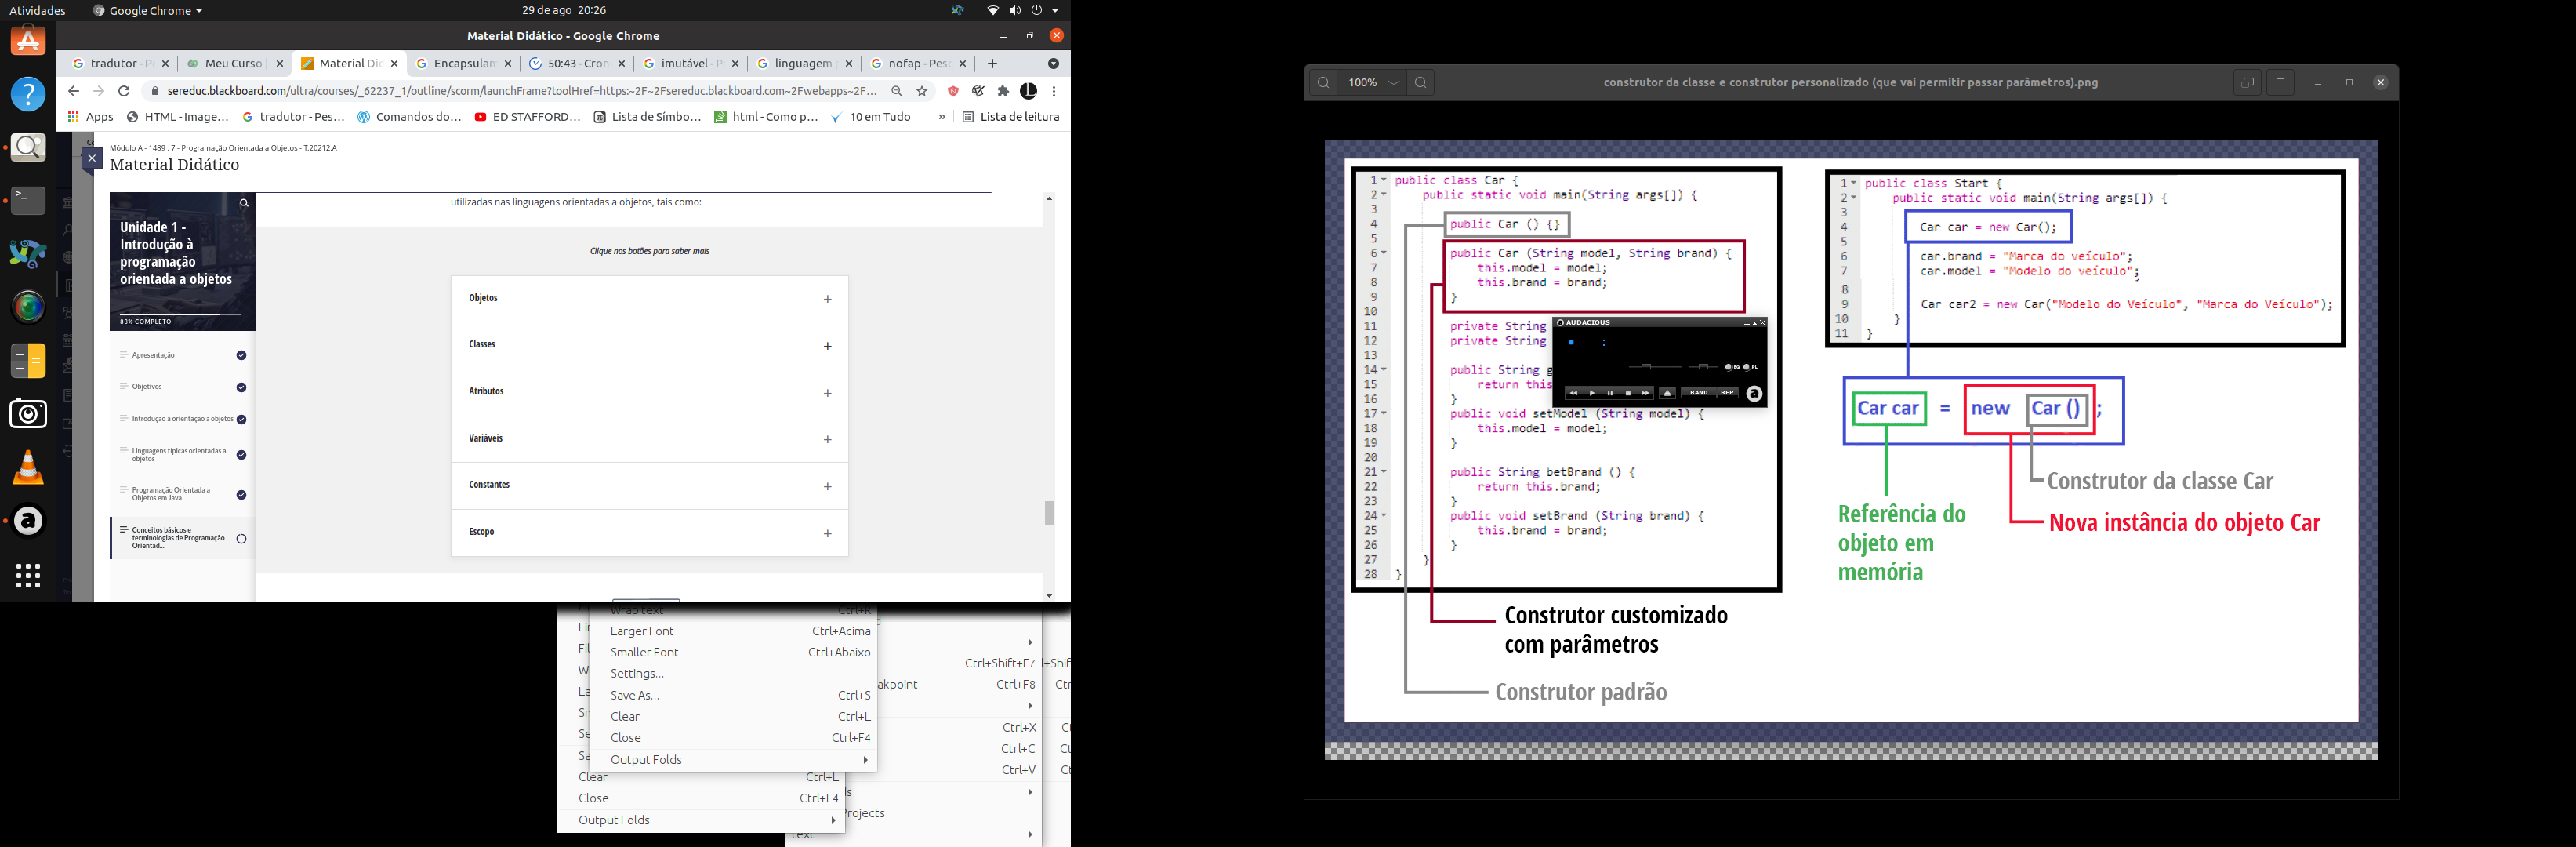 Atividades
Google Chrome
29 de ago 20:26
Material Didático - Google Chrome
tradutor - P
Meu Curso
Material Di
Encapsulan
50:43 - Cron
imutável - P
linguagem
nofap - Pes
sereduc.blackboard.com/ultra/courses/_62237_1/outline/scorm/launchFrame?toolHref=https:~2F~2Fsereduc.blackboard.com~2Fwebapps~2F...
Apps
HTML - Image...
tradutor - Pes...
Comandos do...
ED STAFFORD...
Lista de Símbo...
html - Como p...
10 em Tudo
»
Lista de leitura
Módulo A - 1489 . 7 - Programação Orientada a Objetos - T.20212.A
Material Didático
Unidade 1 -
Introdução à
programação
orientada a objetos
83% COMPLETO
Apresentação
Objetivos
Introdução à orientação a objetos
Linguagens típicas orientadas a
objetos
Programação Orientada a
Objetos em Java
Conceitos básicos e
terminologias de Programação
Orientad...
utilizadas nas linguagens orientadas a objetos, tais como:
Clique nos botões para saber mais
Objetos +
Classes +
Atributos +
Variáveis +
Constantes +
Escopo +
Wrap text Ctrl+R
Larger Font Ctrl+Acima
Smaller Font Ctrl+Abaixo
Settings...
Save As... Ctrl+S
Clear Ctrl+L
Close Ctrl+F4
Output Folds
Clear Ctrl+L
Close Ctrl+F4
Output Folds
Ctrl+Shift+F7
akpoint Ctrl+F8
Ctrl+X
Ctrl+C
Ctrl+V
Projects
text
100%
construtor da classe e construtor personalizado (que vai permitir passar parâmetros).png
1 public class Car {
2 public static void main(String args[]) {
3
4 public Car () {}
5
6 public Car (String model, String brand) {
7 this.model = model;
8 this.brand = brand;
9 }
10
11 private String
12 private String
13
14 public String g
15 return this
16 }
17 public void setModel (String model) {
18 this.model = model;
19 }
20
21 public String betBrand () {
22 return this.brand;
23 }
24 public void setBrand (String brand) {
25 this.brand = brand;
26 }
27 }
28 }
AUDACIOUS
RAND REP
Construtor customizado
com parâmetros
Construtor padrão
1 public class Start {
2 public static void main(String args[]) {
3
4 Car car = new Car();
5
6 car.brand = "Marca do veículo";
7 car.model = "Modelo do veículo";
8
9 Car car2 = new Car("Modelo do Veículo", "Marca do Veículo");
10 }
11 }
Car car = new Car () ;
Construtor da classe Car
Nova instância do objeto Car
Referência do
objeto em
memória